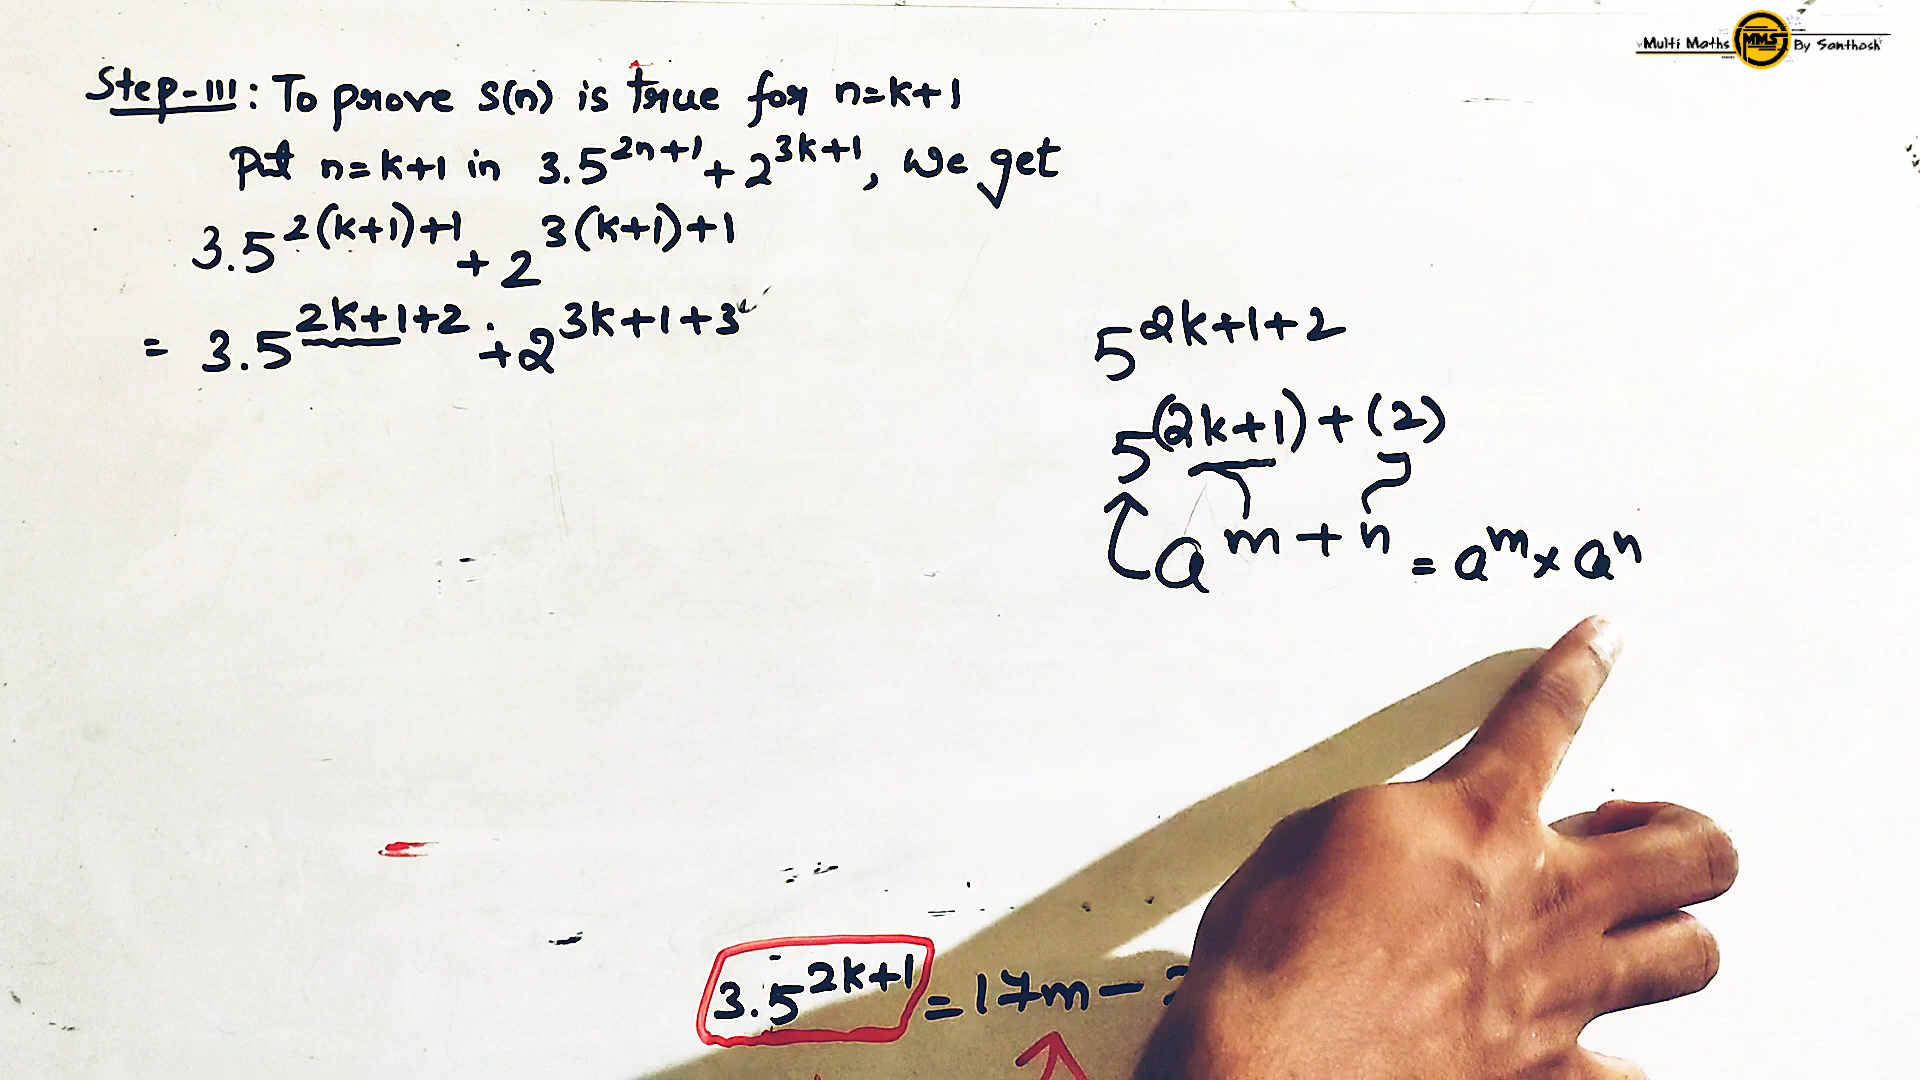 Multi Maths MMS By Santhosh
Step-III: To prove S(n) is true for n=k+1
Put n=k+1 in 3.5^{2n+1} + 2^{3k+1}, we get
3.5^{2(k+1)+1} + 2^{3(k+1)+1}
= 3.5^{2k+1+2} + 2^{3k+1+3}
5^{2k+1+2}
5^{(2k+1)+(2)}
a^{m+n} = a^m × a^n
3.5^{2k+1} = 17m -